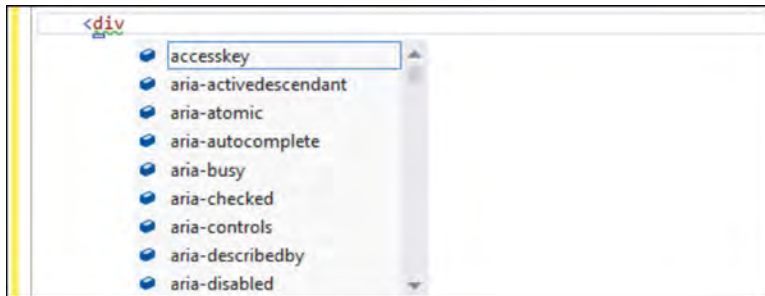 <div
accesskey
aria-activedescendant
aria-atomic
aria-autocomplete
aria-busy
aria-checked
aria-controls
aria-describedby
aria-disabled